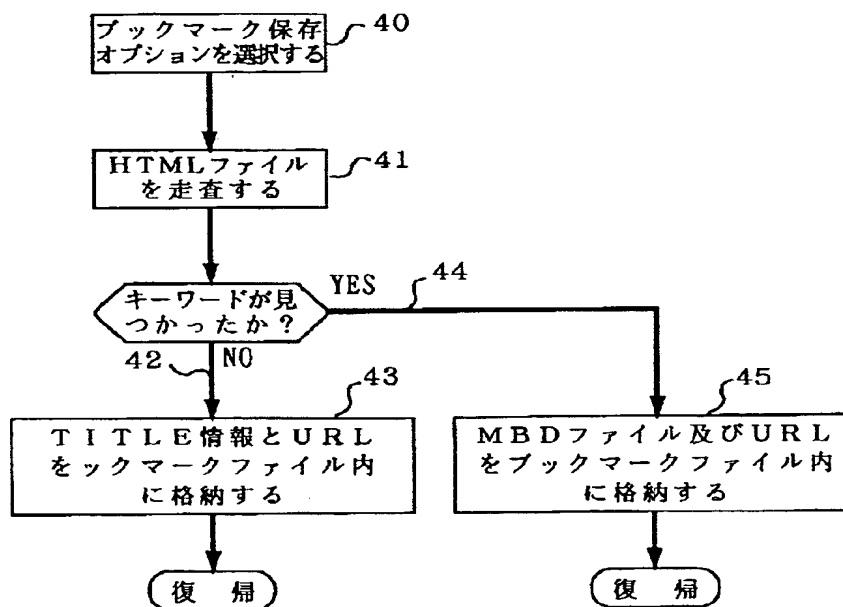 ブックマーク保存
オプションを選択する
40
HTMLファイル
を走査する
41
キーワードが見
つかったか？
YES
44
42
NO
43
TITLE情報とURL
をックマークファイル内
に格納する
45
MBDファイル及びURL
をブックマークファイル内
に格納する
復　帰
復　帰